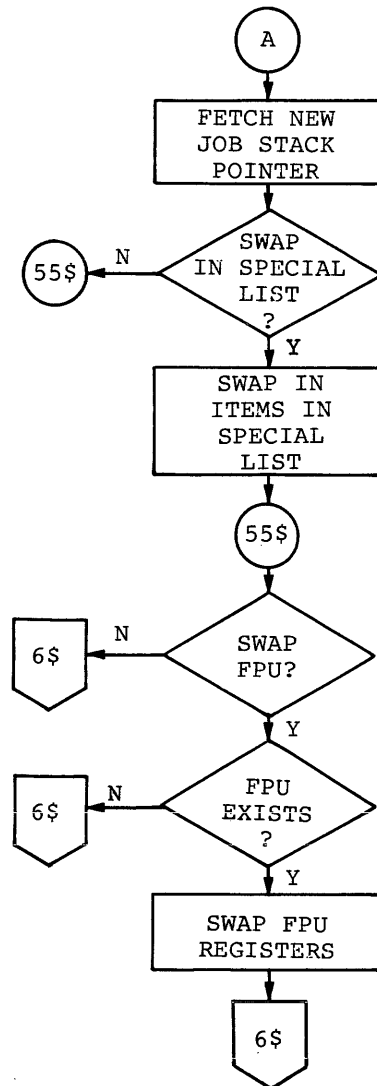 A
FETCH NEW
JOB STACK
POINTER
SWAP
IN SPECIAL
LIST
?
N
55$
Y
SWAP IN
ITEMS IN
SPECIAL
LIST
55$
SWAP
FPU?
N
6$
Y
FPU
EXISTS
?
N
6$
Y
SWAP FPU
REGISTERS
6$